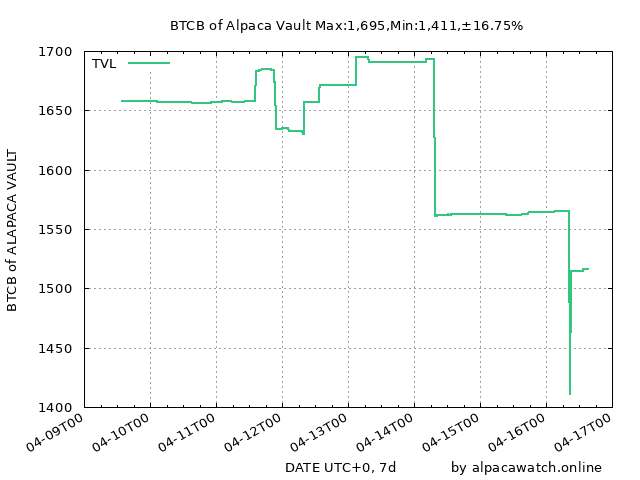 BTCB of Alpaca Vault Max:1,695,Min:1,411,±16.75%
TVL
1700
1650
1600
1550
1500
1450
1400
BTCB of ALAPACA VAULT
04-09T00
04-10T00
04-11T00
04-12T00
04-13T00
04-14T00
04-15T00
04-16T00
04-17T00
DATE UTC+0, 7d
by alpacawatch.online